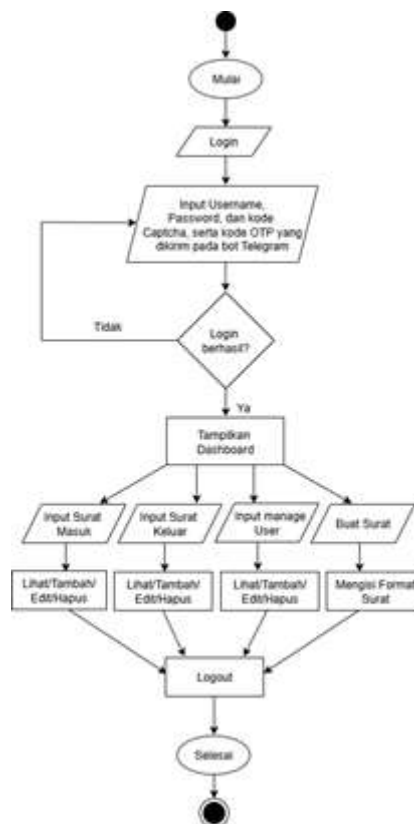 Mulai
Login
Input Username,
Password, dan kode
Captcha, serta kode OTP yang
dikirim pada bot Telegram
Tidak
Login
berhasil?
Ya
Tampilkan
Dashboard
Input Surat
Masuk
Input Surat
Keluar
Input manage
User
Buat Surat
Lihat/Tambah/
Edit/Hapus
Lihat/Tambah/
Edit/Hapus
Lihat/Tambah/
Edit/Hapus
Mengisi Format
Surat
Logout
Selesai